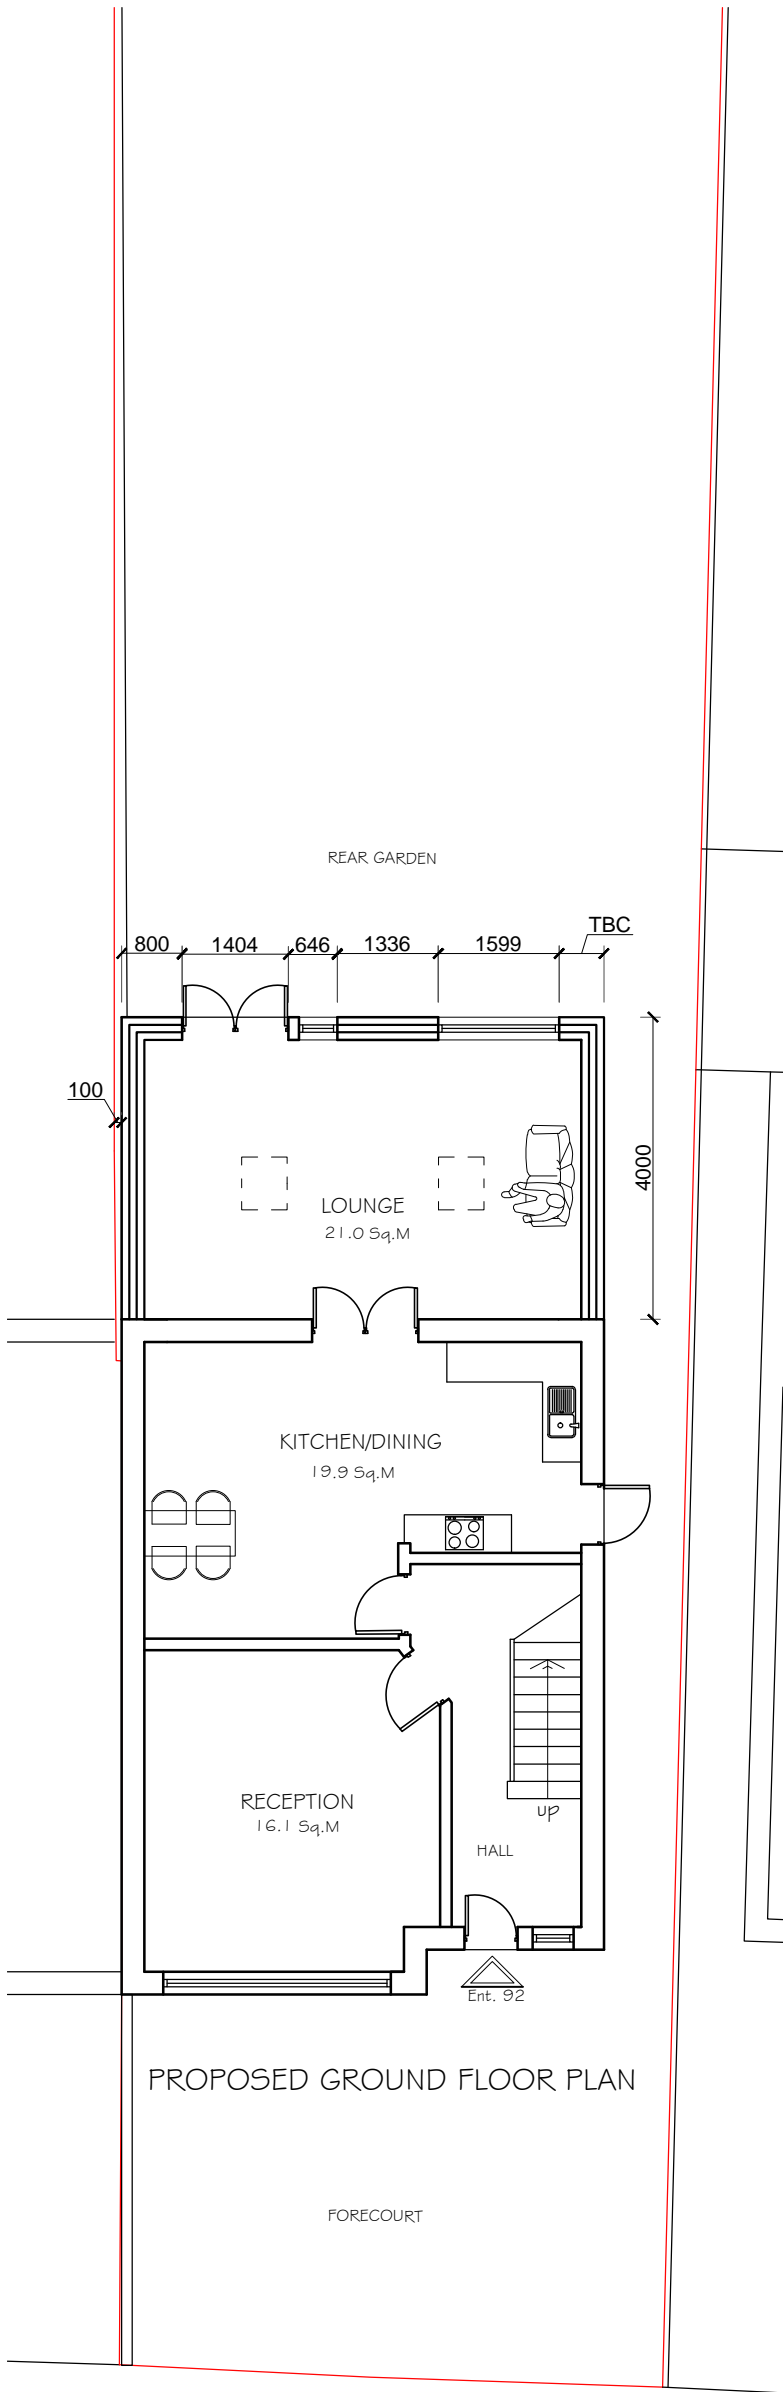 REAR GARDEN
TBC
800 1404 646 1336 1599
100
4000
LOUNGE
21.0 Sq.M
KITCHEN/DINING
19.9 Sq.M
RECEPTION
16.1 Sq.M
up
HALL
Ent. 92
PROPOSED GROUND FLOOR PLAN
FORECOURT